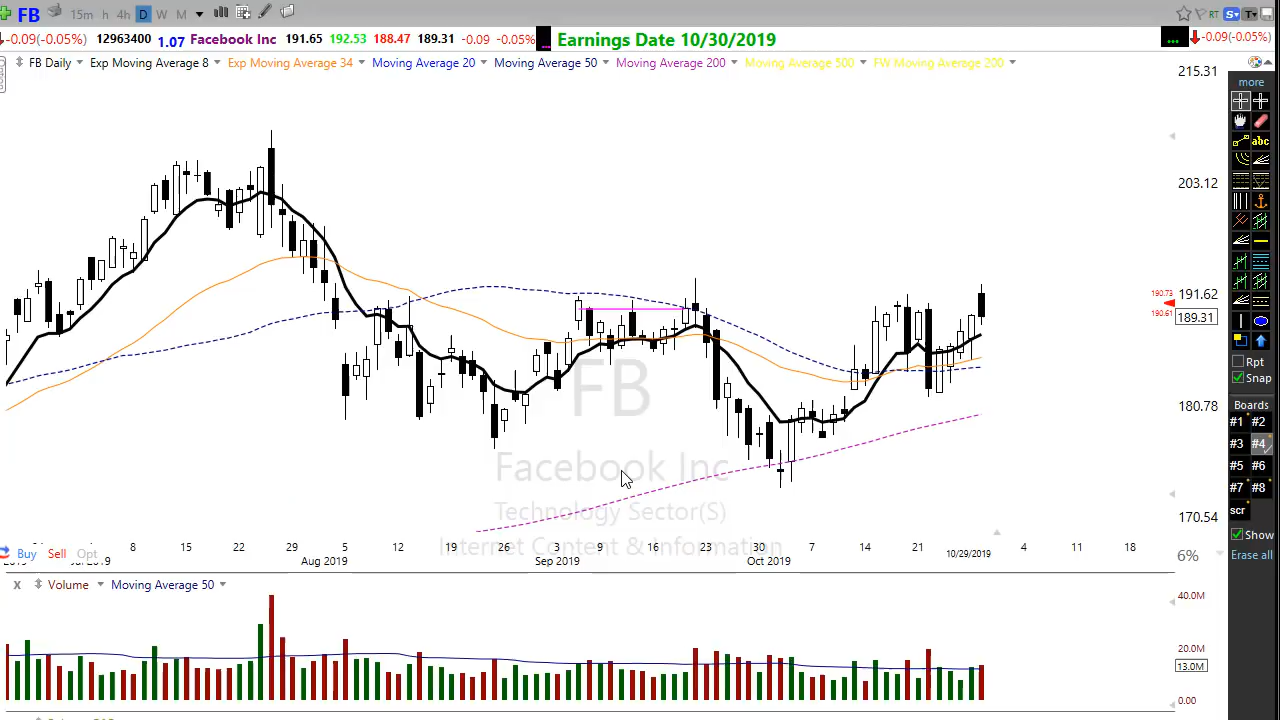 FB 15m h 4h D W M RT S T
-0.09(-0.05%) 12963400 1.07 Facebook Inc 191.65 192.53 188.47 189.31 -0.09 -0.05% ... Earnings Date 10/30/2019 ... -0.09(-0.05%)
FB Daily Exp Moving Average 8 Exp Moving Average 34 Moving Average 20 Moving Average 50 Moving Average 200 Moving Average 500 FW Moving Average 200
215.31
203.12
190.73
191.62
190.61
189.31
180.78
170.54
6%
more
abc
Rpt
Snap
Boards
#1 #2
#3 #4
#5 #6
#7 #8
scr
Show
Erase all
FB
Facebook Inc
Technology Sector(S)
Internet Content & Information
8 15 22 29 5 12 19 26 3 9 16 23 30 7 14 21 10/29/2019 4 11 18
Buy Sell Opt
Aug 2019 Sep 2019 Oct 2019
X Volume Moving Average 50
40.0M
20.0M
13.0M
0.00